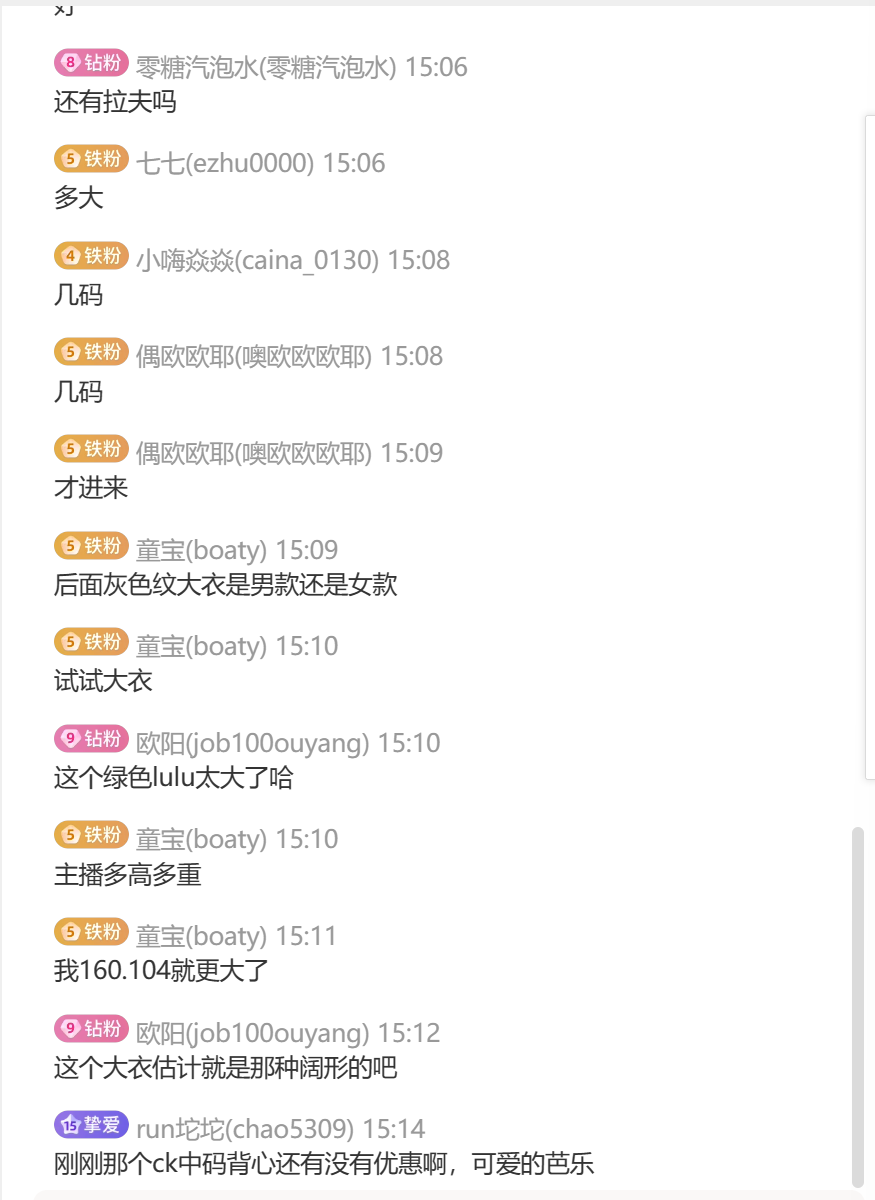 8 钻粉 零糖汽泡水(零糖汽泡水) 15:06
还有拉夫吗
5 铁粉 七七(ezhu0000) 15:06
多大
4 铁粉 小嗨焱焱(caina_0130) 15:08
几码
5 铁粉 偶欧欧耶(噢欧欧欧耶) 15:08
几码
5 铁粉 偶欧欧耶(噢欧欧欧耶) 15:09
才进来
5 铁粉 童宝(boaty) 15:09
后面灰色纹大衣是男款还是女款
5 铁粉 童宝(boaty) 15:10
试试大衣
9 钻粉 欧阳(job100ouyang) 15:10
这个绿色lulu太大了哈
5 铁粉 童宝(boaty) 15:10
主播多高多重
5 铁粉 童宝(boaty) 15:11
我160.104就更大了
9 钻粉 欧阳(job100ouyang) 15:12
这个大衣估计就是那种阔形的吧
15 挚爱 run坨坨(chao5309) 15:14
刚刚那个ck中码背心还有没有优惠啊，可爱的芭乐